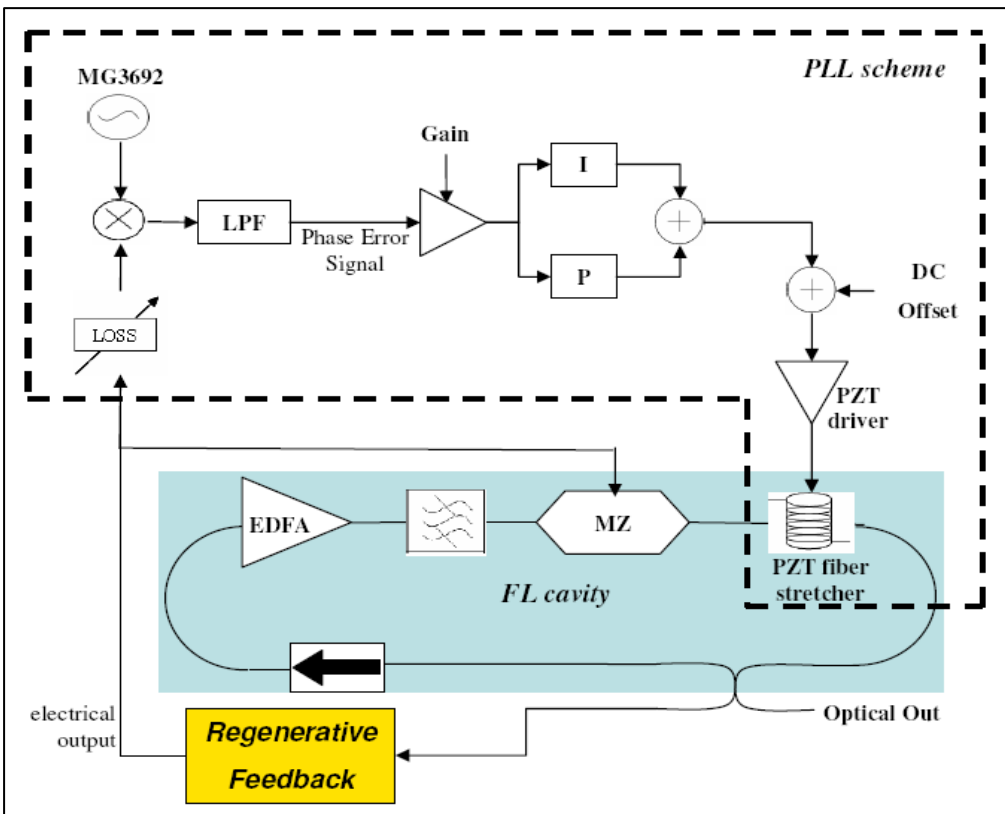 PLL scheme
MG3692
Gain
I
LPF
Phase Error
Signal
P
DC
Offset
LOSS
PZT
driver
EDFA
MZ
PZT fiber
stretcher
FL cavity
electrical
output
Regenerative
Feedback
Optical Out